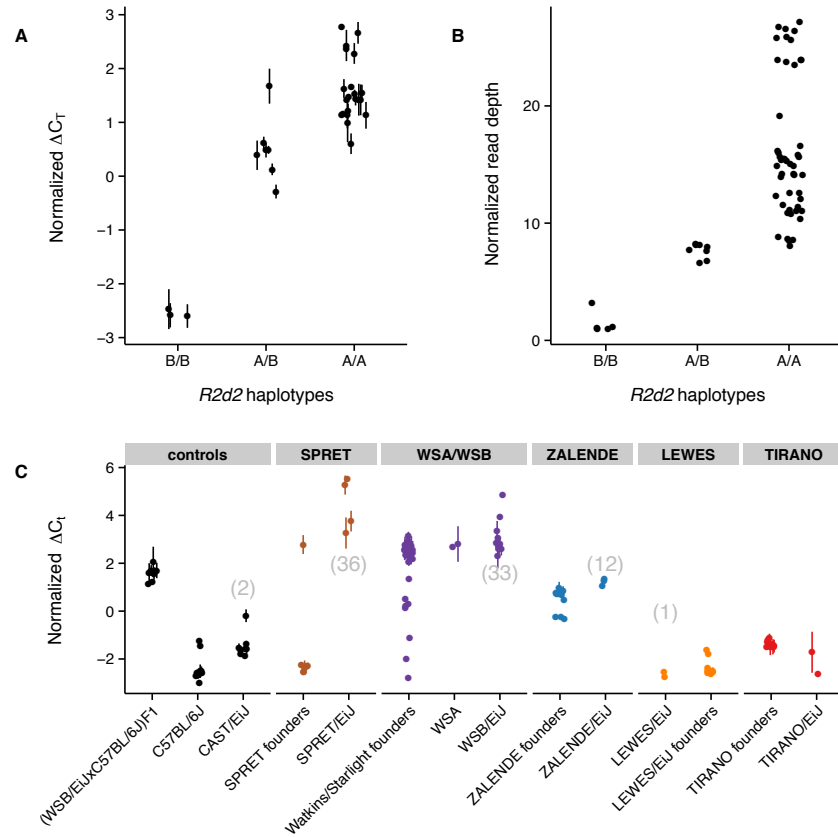 A
Normalized ΔCT
3
2
1
0
−1
−2
−3
B/B A/B A/A
R2d2 haplotypes
B
Normalized read depth
20
10
0
B/B A/B A/A
R2d2 haplotypes
C
controls SPRET WSA/WSB ZALENDE LEWES TIRANO
Normalized ΔCt
6
4
2
0
−2
(2) (36) (33) (12) (1)
(WSB/EiJxC57BL/6J)F1
C57BL/6J
CAST/EiJ
SPRET founders
SPRET/EiJ
Watkins/Starlight founders
WSA
WSB/EiJ
ZALENDE founders
ZALENDE/EiJ
LEWES/EiJ
LEWES/EiJ founders
TIRANO founders
TIRANO/EiJ